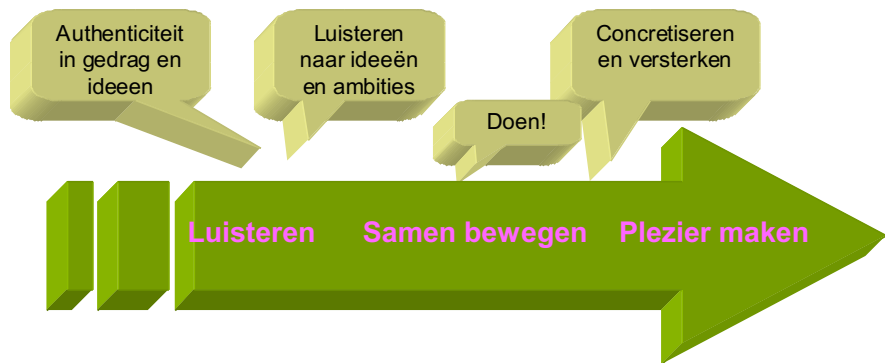 Authenticiteit
in gedrag en
ideeen
Luisteren
naar ideeën
en ambities
Doen!
Concretiseren
en versterken
Luisteren
Samen bewegen
Plezier maken